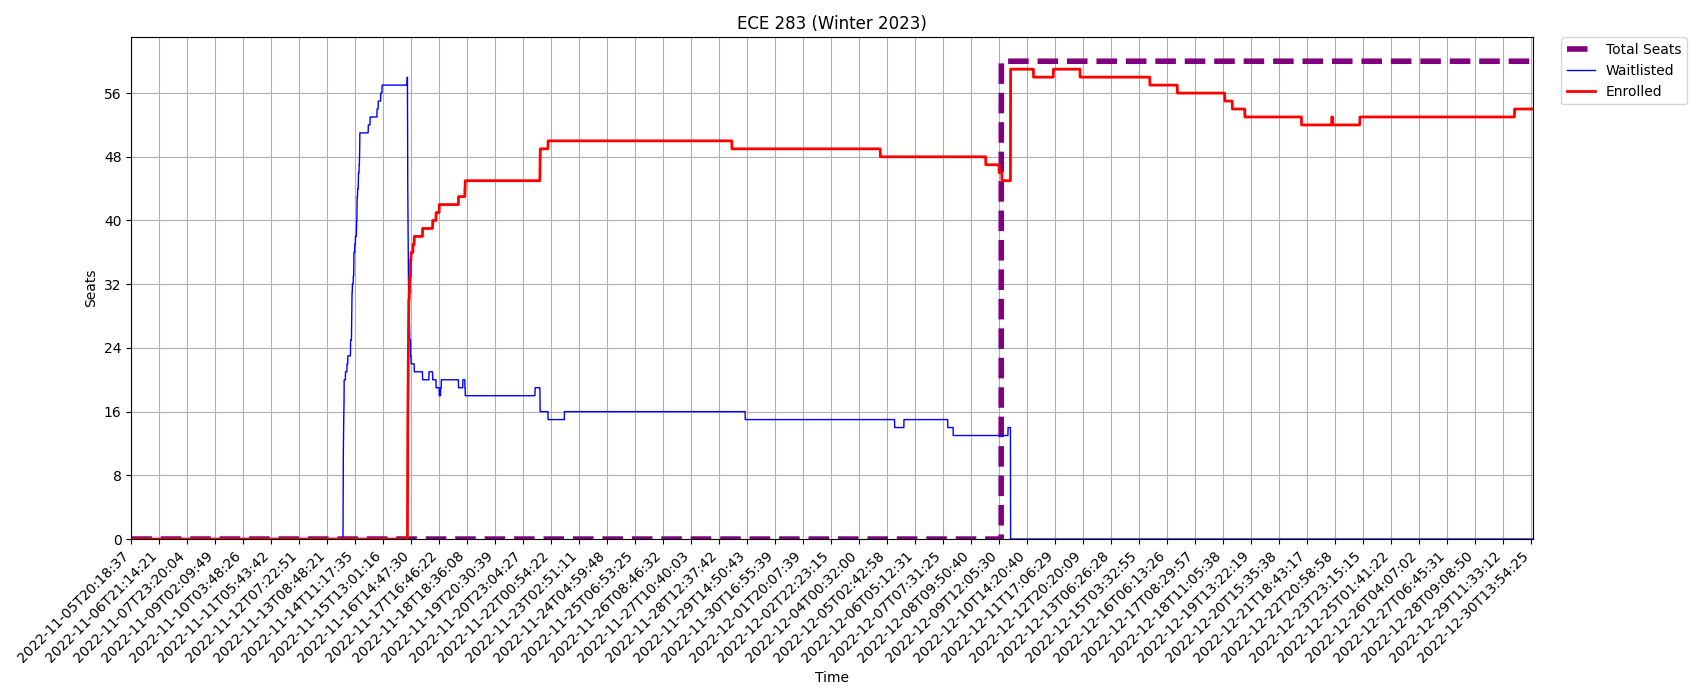 ECE 283 (Winter 2023)
Total Seats
Waitlisted
Enrolled
Seats
56
48
40
32
24
16
8
0
2022-11-05T20:18:37
2022-11-06T21:14:21
2022-11-07T23:20:04
2022-11-09T02:09:49
2022-11-10T03:48:26
2022-11-11T05:43:42
2022-11-12T07:22:51
2022-11-13T08:48:21
2022-11-14T11:17:35
2022-11-15T13:01:16
2022-11-16T14:47:30
2022-11-17T16:46:22
2022-11-18T18:36:08
2022-11-19T20:30:39
2022-11-20T23:04:27
2022-11-22T00:54:22
2022-11-23T02:51:11
2022-11-24T04:59:48
2022-11-25T06:53:25
2022-11-26T08:46:32
2022-11-27T10:40:03
2022-11-28T12:37:42
2022-11-29T14:50:43
2022-11-30T16:55:39
2022-12-01T20:07:39
2022-12-02T22:23:15
2022-12-04T00:32:00
2022-12-05T02:42:58
2022-12-06T05:12:31
2022-12-07T07:31:25
2022-12-08T09:50:40
2022-12-09T12:05:30
2022-12-10T14:20:40
2022-12-11T17:06:29
2022-12-12T20:20:09
2022-12-13T06:26:28
2022-12-15T03:32:55
2022-12-16T06:13:26
2022-12-17T08:29:57
2022-12-18T11:05:38
2022-12-19T13:22:19
2022-12-20T15:35:38
2022-12-21T18:43:17
2022-12-22T20:58:58
2022-12-23T23:15:15
2022-12-25T01:41:22
2022-12-26T04:07:02
2022-12-27T06:45:31
2022-12-28T09:08:50
2022-12-29T11:33:12
2022-12-30T13:54:25
Time